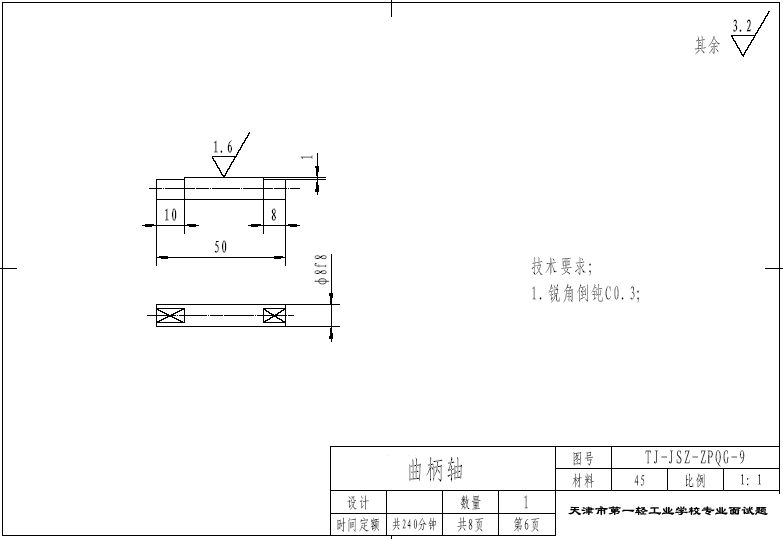 3.2
其余
1.6
1
10
8
50
ϕ8f8
技术要求;
1.锐角倒钝C0.3;
曲柄轴
图号 TJ-JSZ-ZPQG-9
材料 45 比例 1:1
设计 数量 1
天津市第一轻工业学校专业面试题
时间定额 共240分钟 共8页 第6页